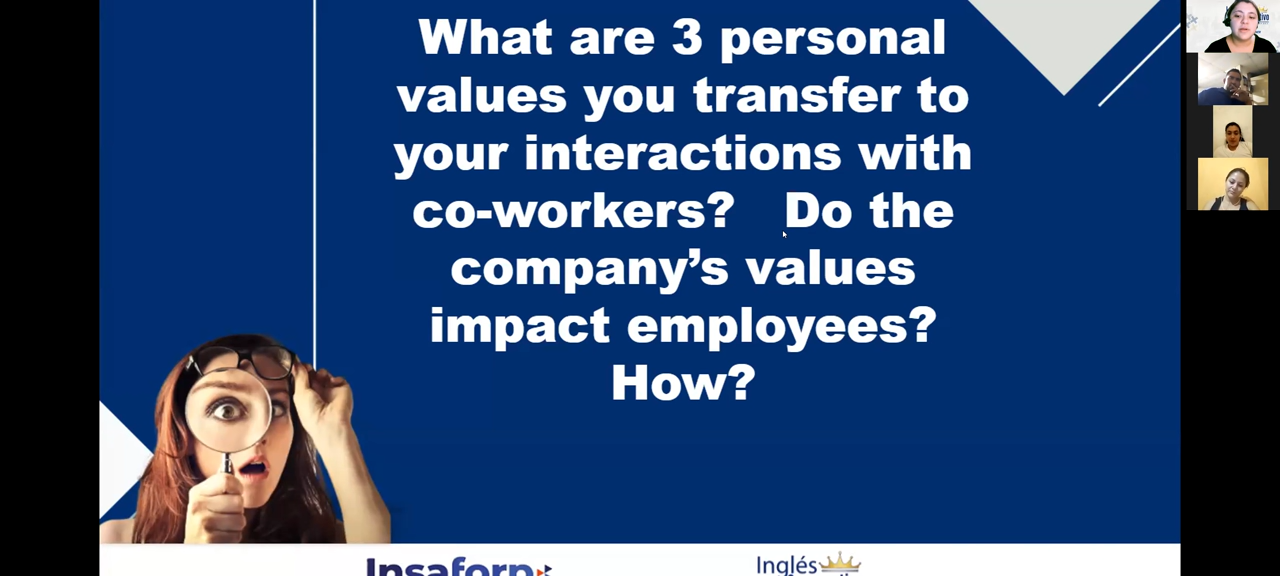 What are 3 personal
values you transfer to
your interactions with
co-workers? Do the
company’s values
impact employees?
How?
Insaforp
Inglés